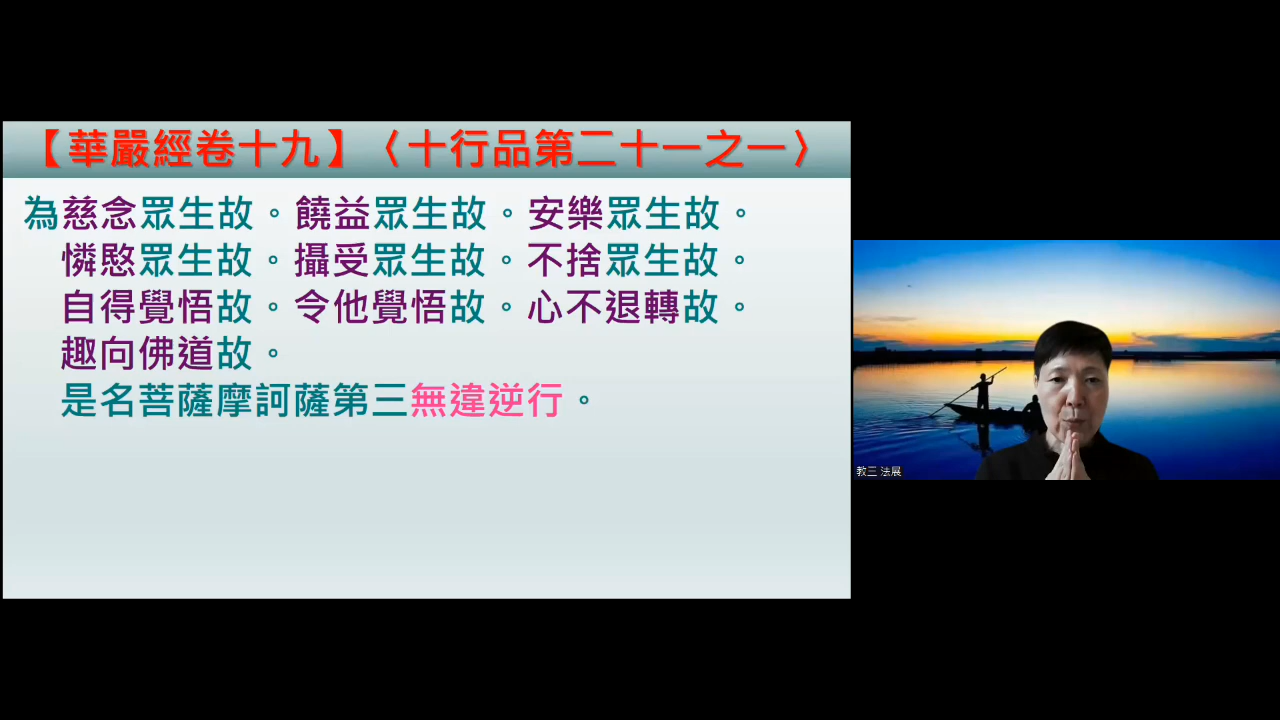 【華嚴經卷十九】〈十行品第二十一之一〉
為慈念眾生故。饒益眾生故。安樂眾生故。
憐愍眾生故。攝受眾生故。不捨眾生故。
自得覺悟故。令他覺悟故。心不退轉故。
趣向佛道故。
是名菩薩摩訶薩第三無違逆行。
教三 法展